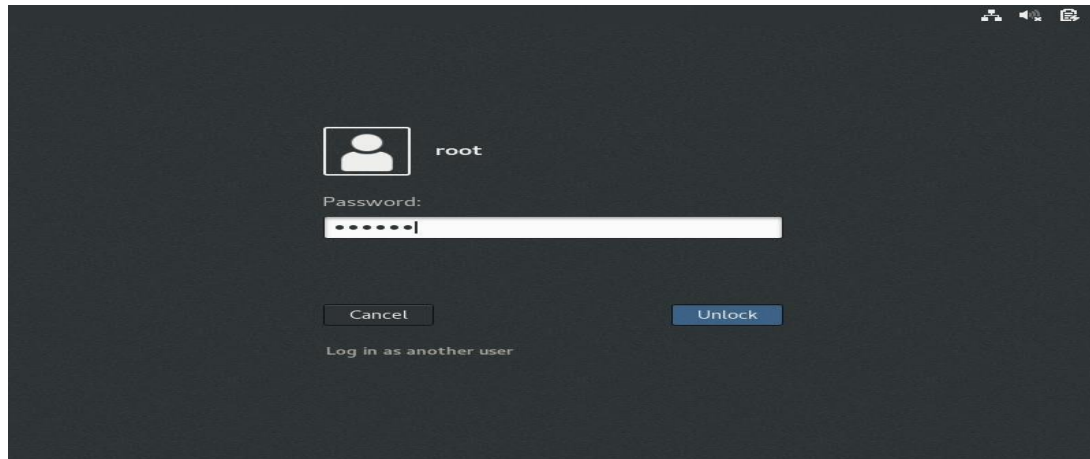 root
Password:
••••••
Cancel
Unlock
Log in as another user